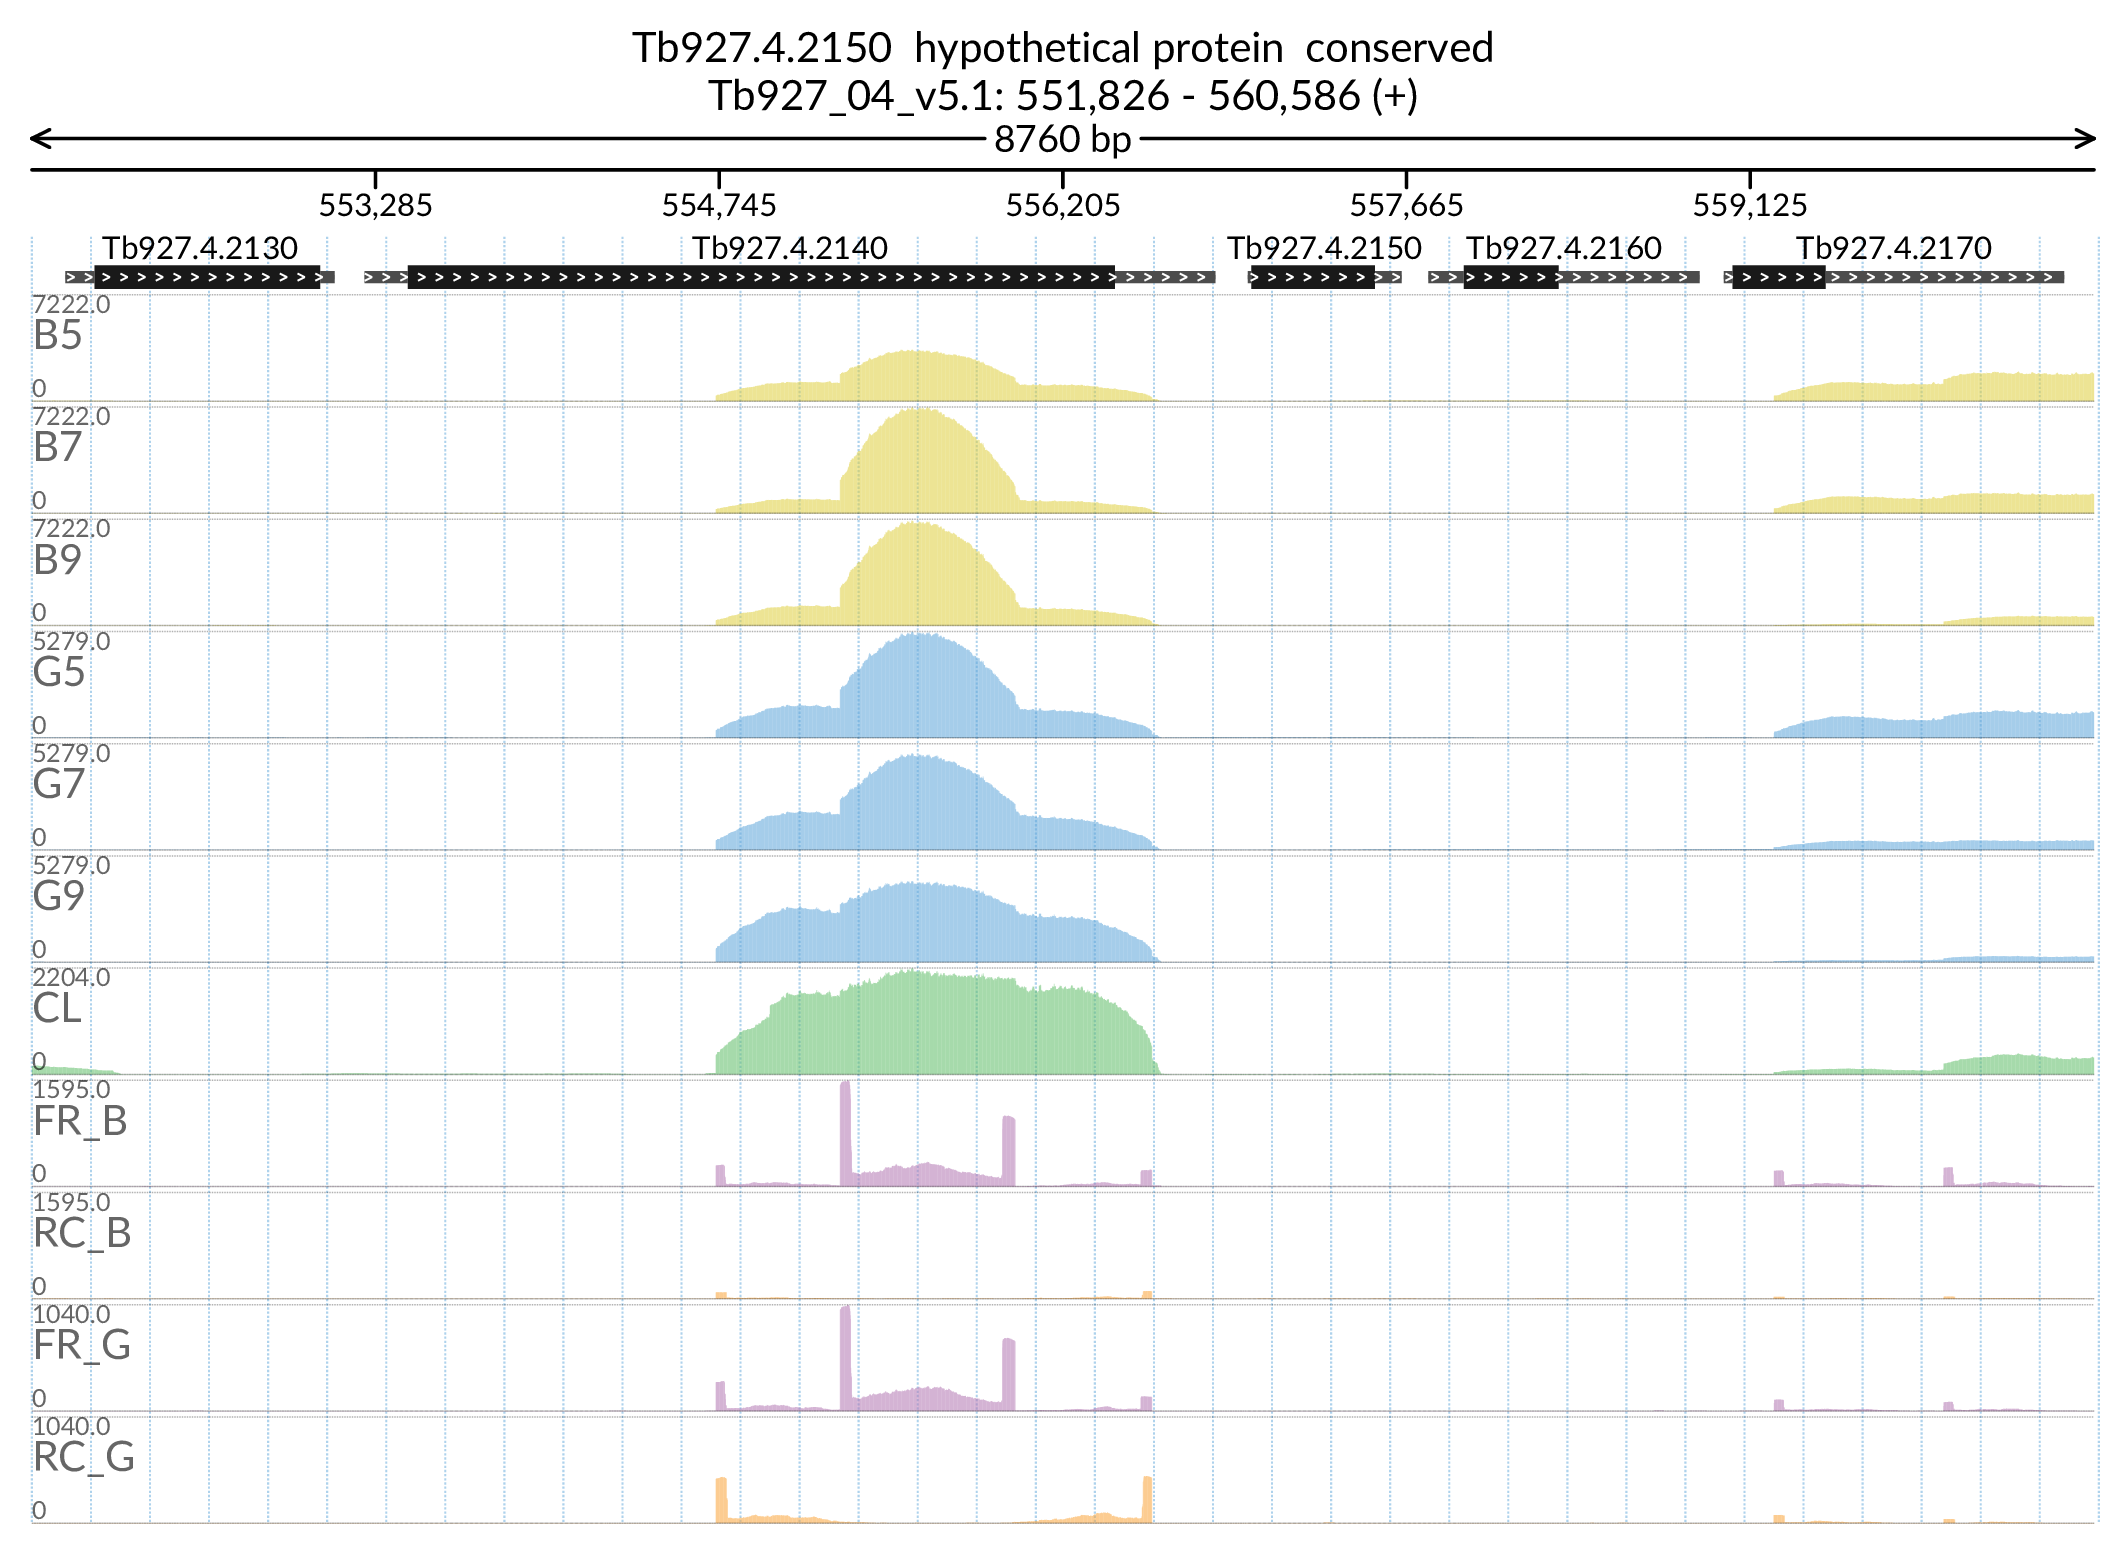 Tb927.4.2150  hypothetical protein  conserved
Tb927_04_v5.1: 551,826 - 560,586 (+)
8760 bp
553,285 554,745 556,205 557,665 559,125
Tb927.4.2130 Tb927.4.2140 Tb927.4.2150 Tb927.4.2160 Tb927.4.2170
7222.0
B5
0
7222.0
B7
0
7222.0
B9
0
5279.0
G5
0
5279.0
G7
0
5279.0
G9
0
2204.0
CL
0
1595.0
FR_B
0
1595.0
RC_B
0
1040.0
FR_G
0
1040.0
RC_G
0